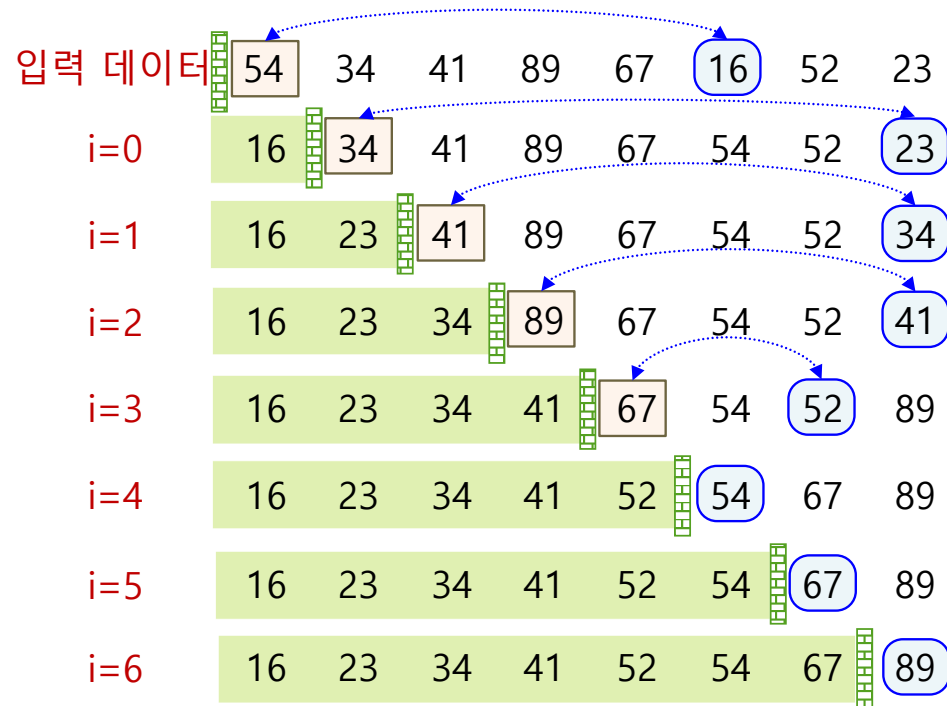 입력 데이터 54 34 41 89 67 16 52 23
i=0 16 34 41 89 67 54 52 23
i=1 16 23 41 89 67 54 52 34
i=2 16 23 34 89 67 54 52 41
i=3 16 23 34 41 67 54 52 89
i=4 16 23 34 41 52 54 67 89
i=5 16 23 34 41 52 54 67 89
i=6 16 23 34 41 52 54 67 89